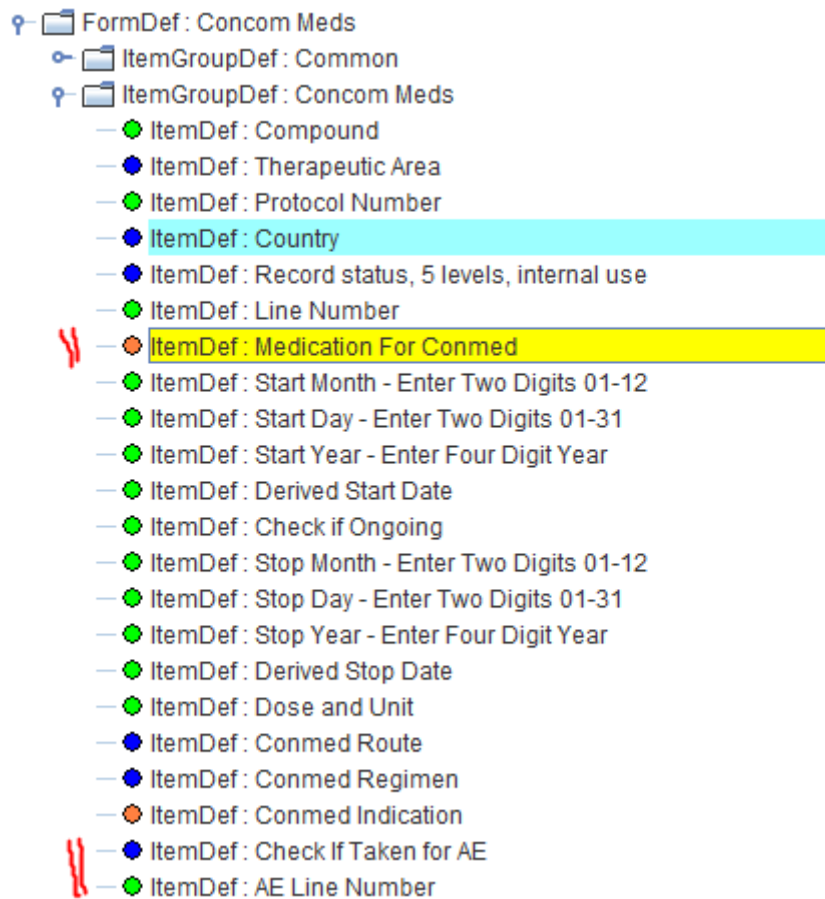 FormDef : Concom Meds
ItemGroupDef : Common
ItemGroupDef : Concom Meds
ItemDef : Compound
ItemDef : Therapeutic Area
ItemDef : Protocol Number
ItemDef : Country
ItemDef : Record status, 5 levels, internal use
ItemDef : Line Number
ItemDef : Medication For Conmed
ItemDef : Start Month - Enter Two Digits 01-12
ItemDef : Start Day - Enter Two Digits 01-31
ItemDef : Start Year - Enter Four Digit Year
ItemDef : Derived Start Date
ItemDef : Check if Ongoing
ItemDef : Stop Month - Enter Two Digits 01-12
ItemDef : Stop Day - Enter Two Digits 01-31
ItemDef : Stop Year - Enter Four Digit Year
ItemDef : Derived Stop Date
ItemDef : Dose and Unit
ItemDef : Conmed Route
ItemDef : Conmed Regimen
ItemDef : Conmed Indication
ItemDef : Check If Taken for AE
ItemDef : AE Line Number